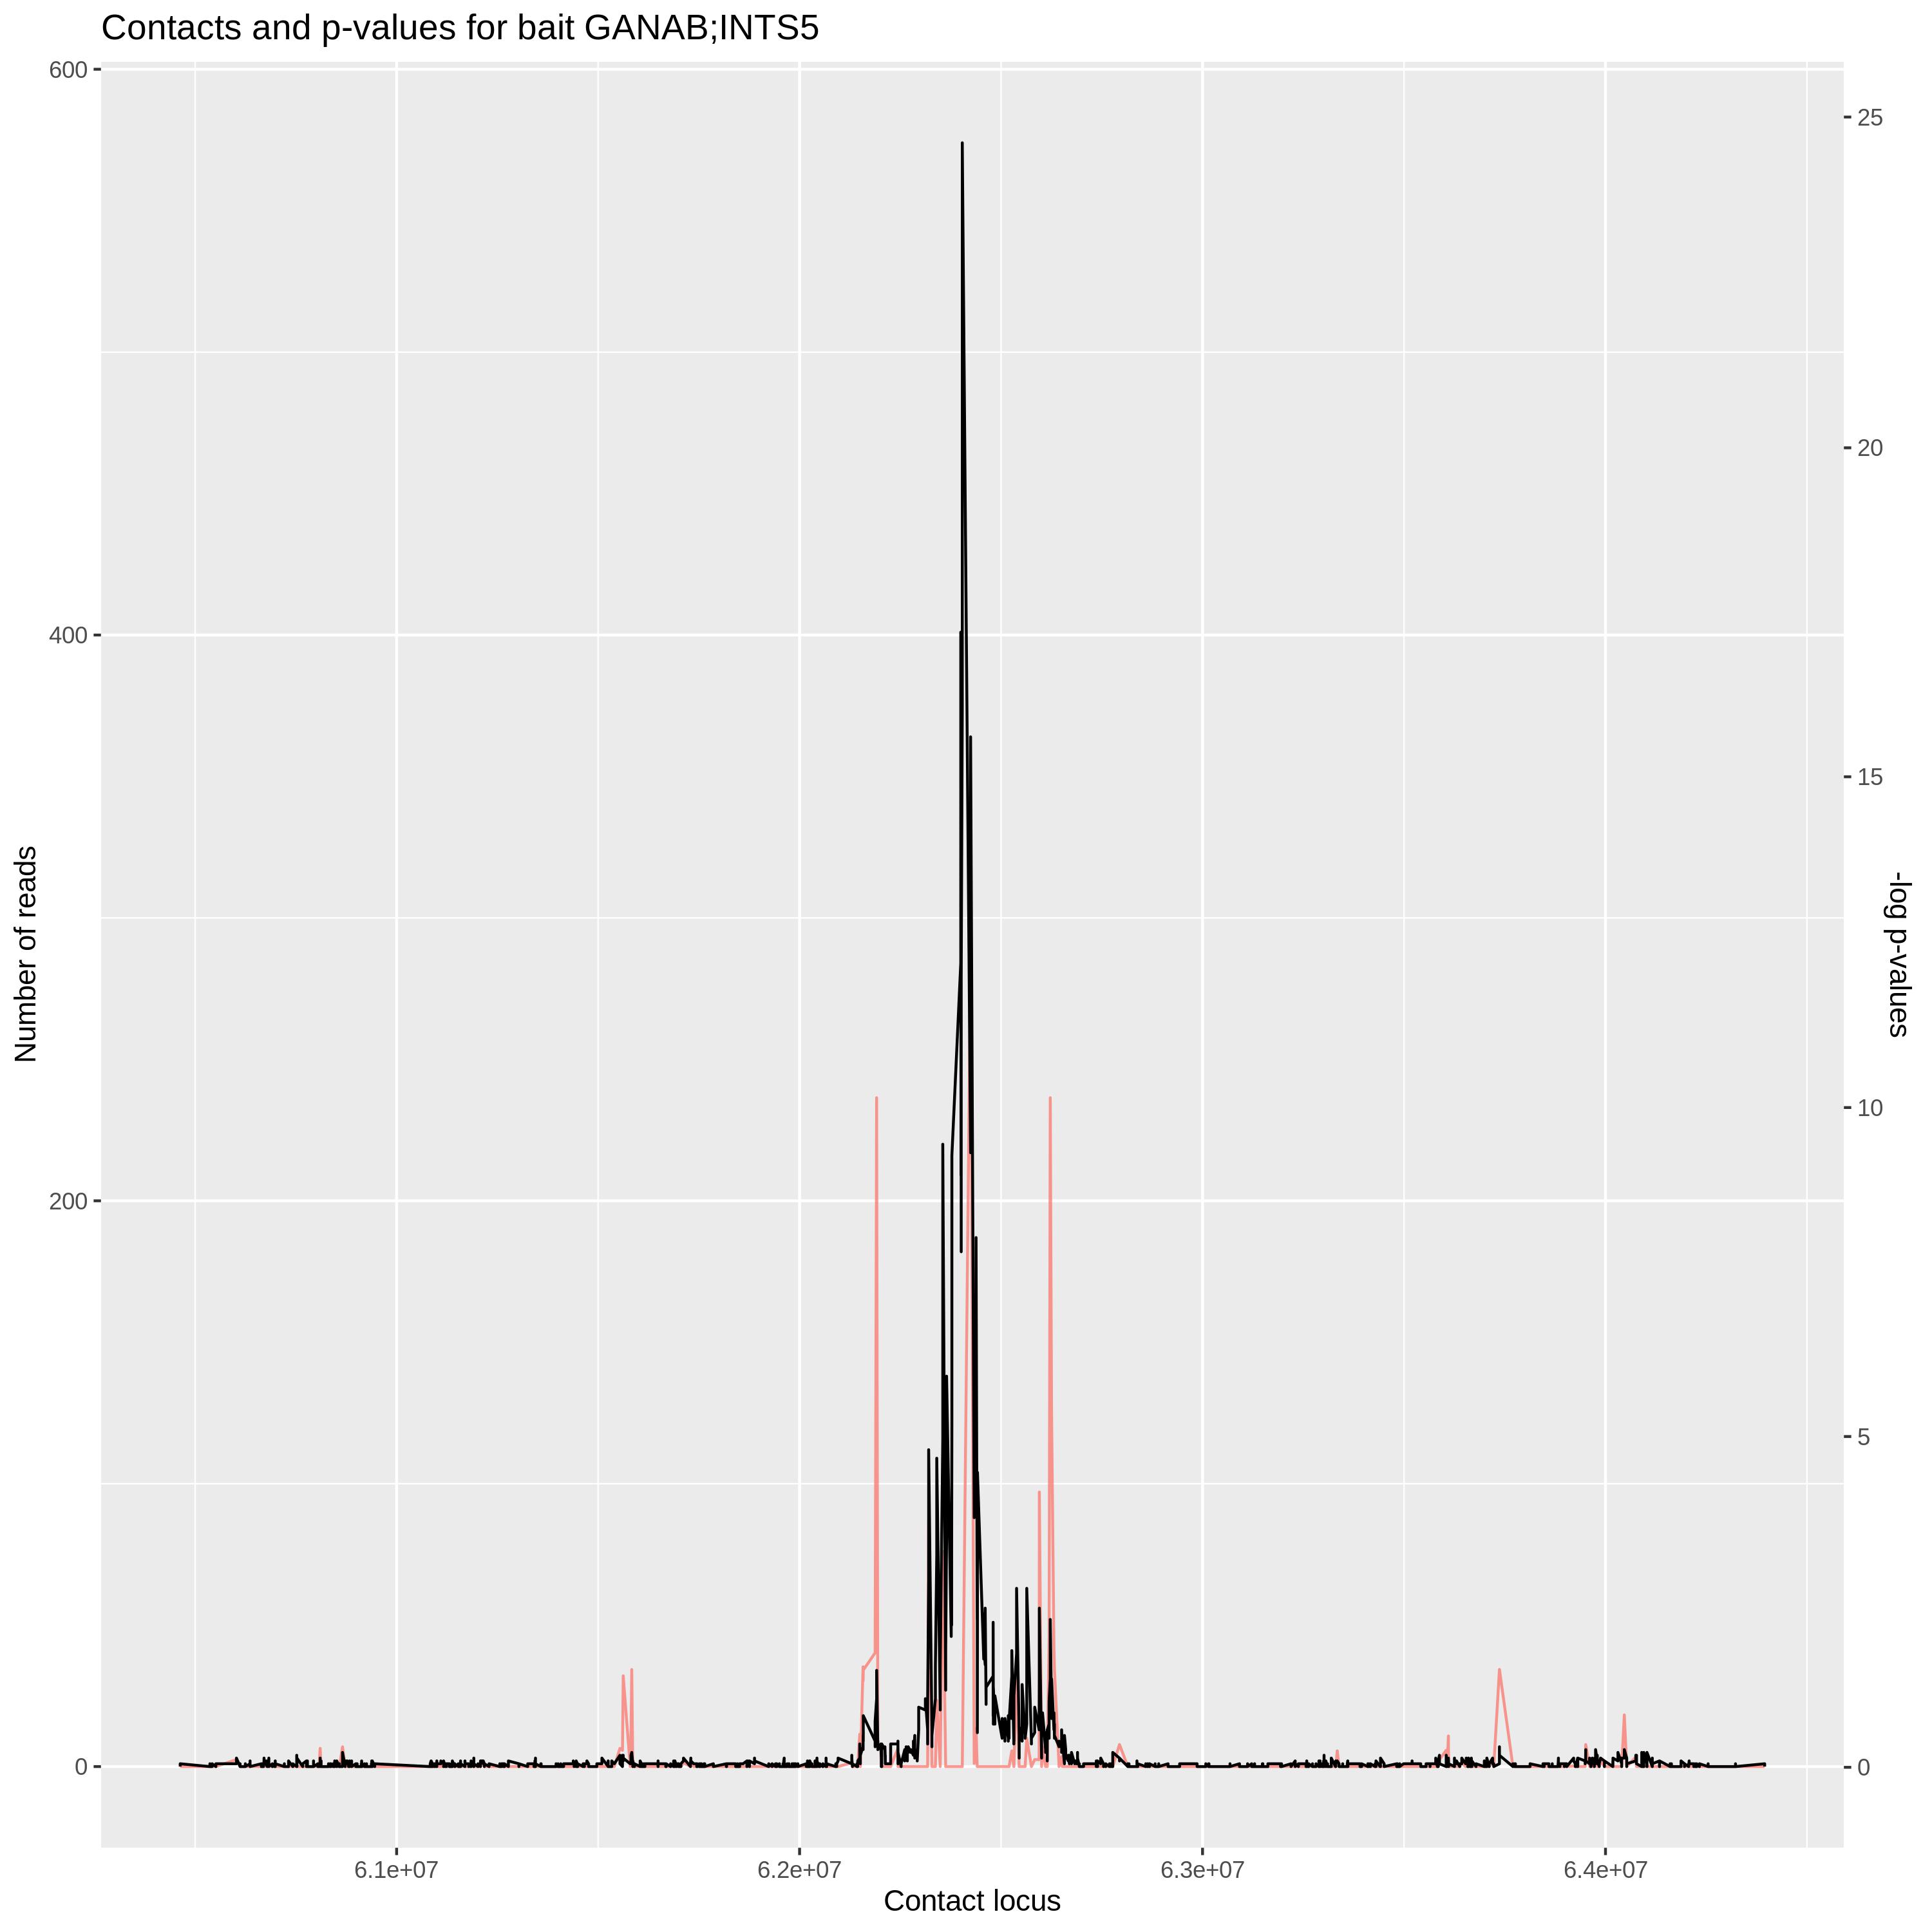 Contacts and p-values for bait GANAB;INTS5
600
400
200
0
Number of reads
25
20
15
10
5
0
-log p-values
6.1e+07
6.2e+07
6.3e+07
6.4e+07
Contact locus